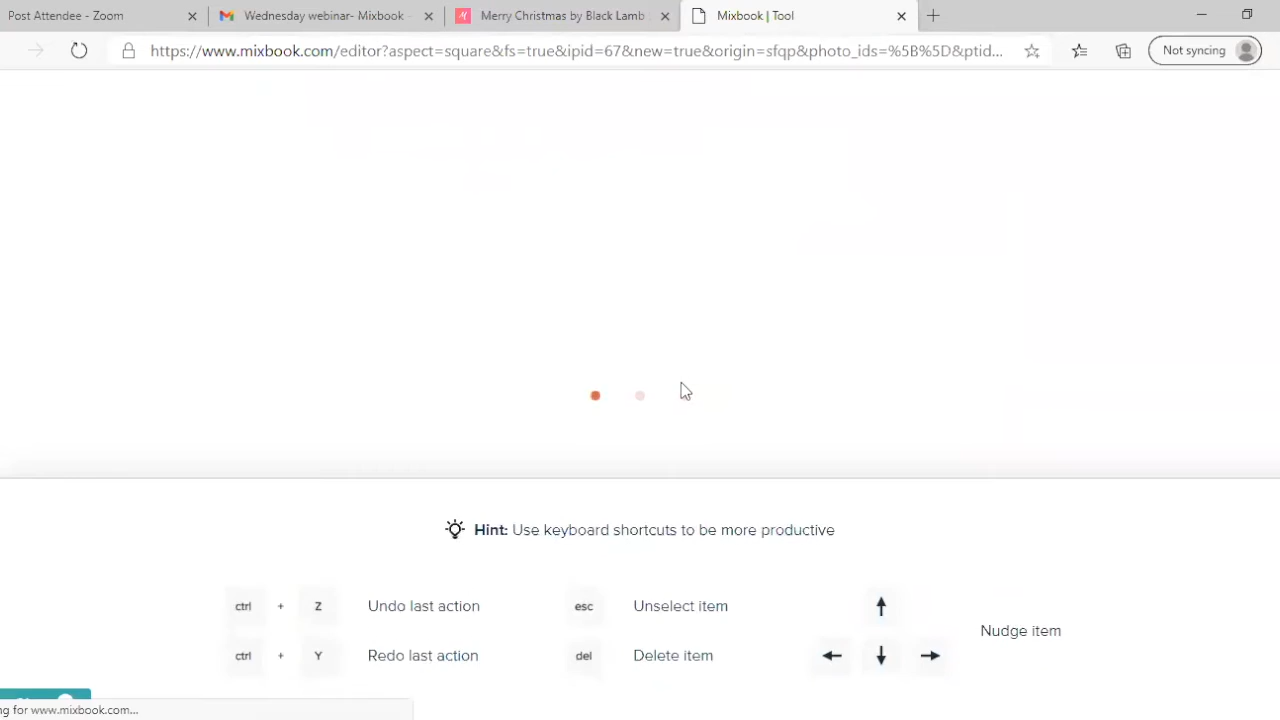 Post Attendee - Zoom
Wednesday webinar- Mixbook -
Merry Christmas by Black Lamb
Mixbook | Tool
https://www.mixbook.com/editor?aspect=square&fs=true&ipid=67&new=true&origin=sfqp&photo_ids=%5B%5D&ptid...
Not syncing
Hint: Use keyboard shortcuts to be more productive
ctrl + Z Undo last action
esc Unselect item
Nudge item
ctrl + Y Redo last action
del Delete item
ng for www.mixbook.com...